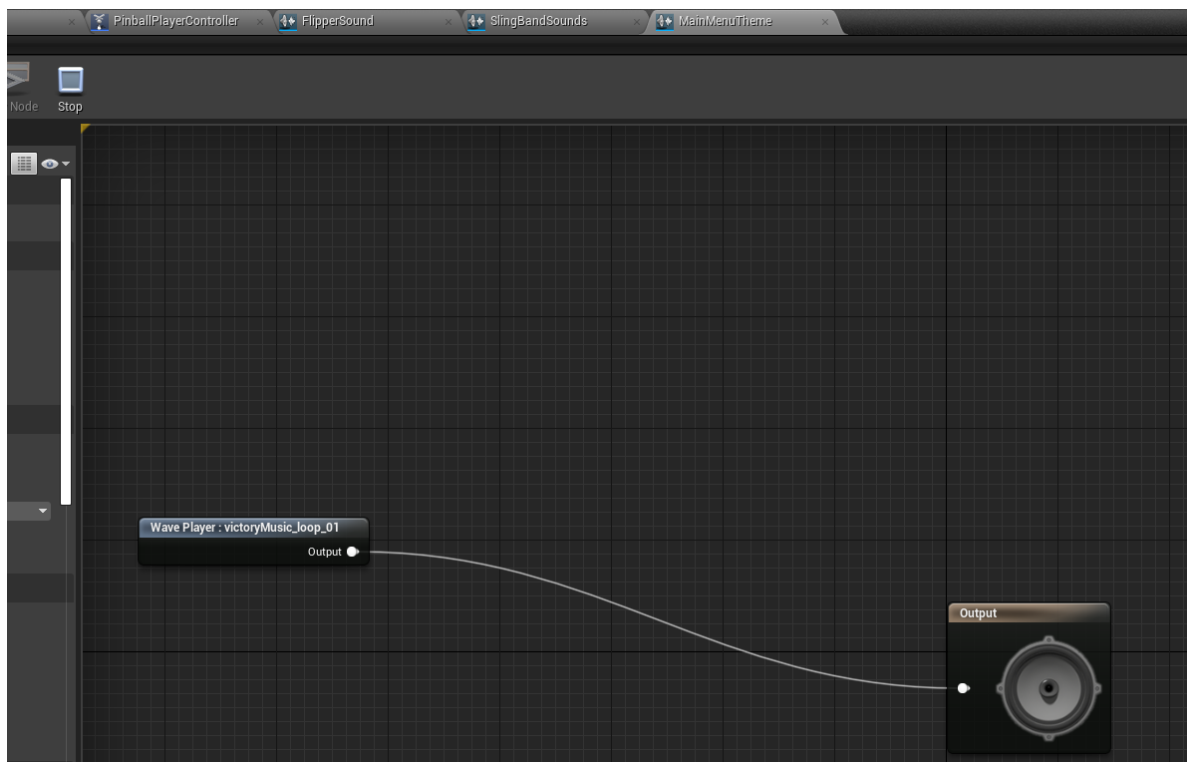 PinballPlayerController
FlipperSound
SlingBandSounds
MainMenuTheme
Node
Stop
Wave Player : victoryMusic_loop_01
Output
Output